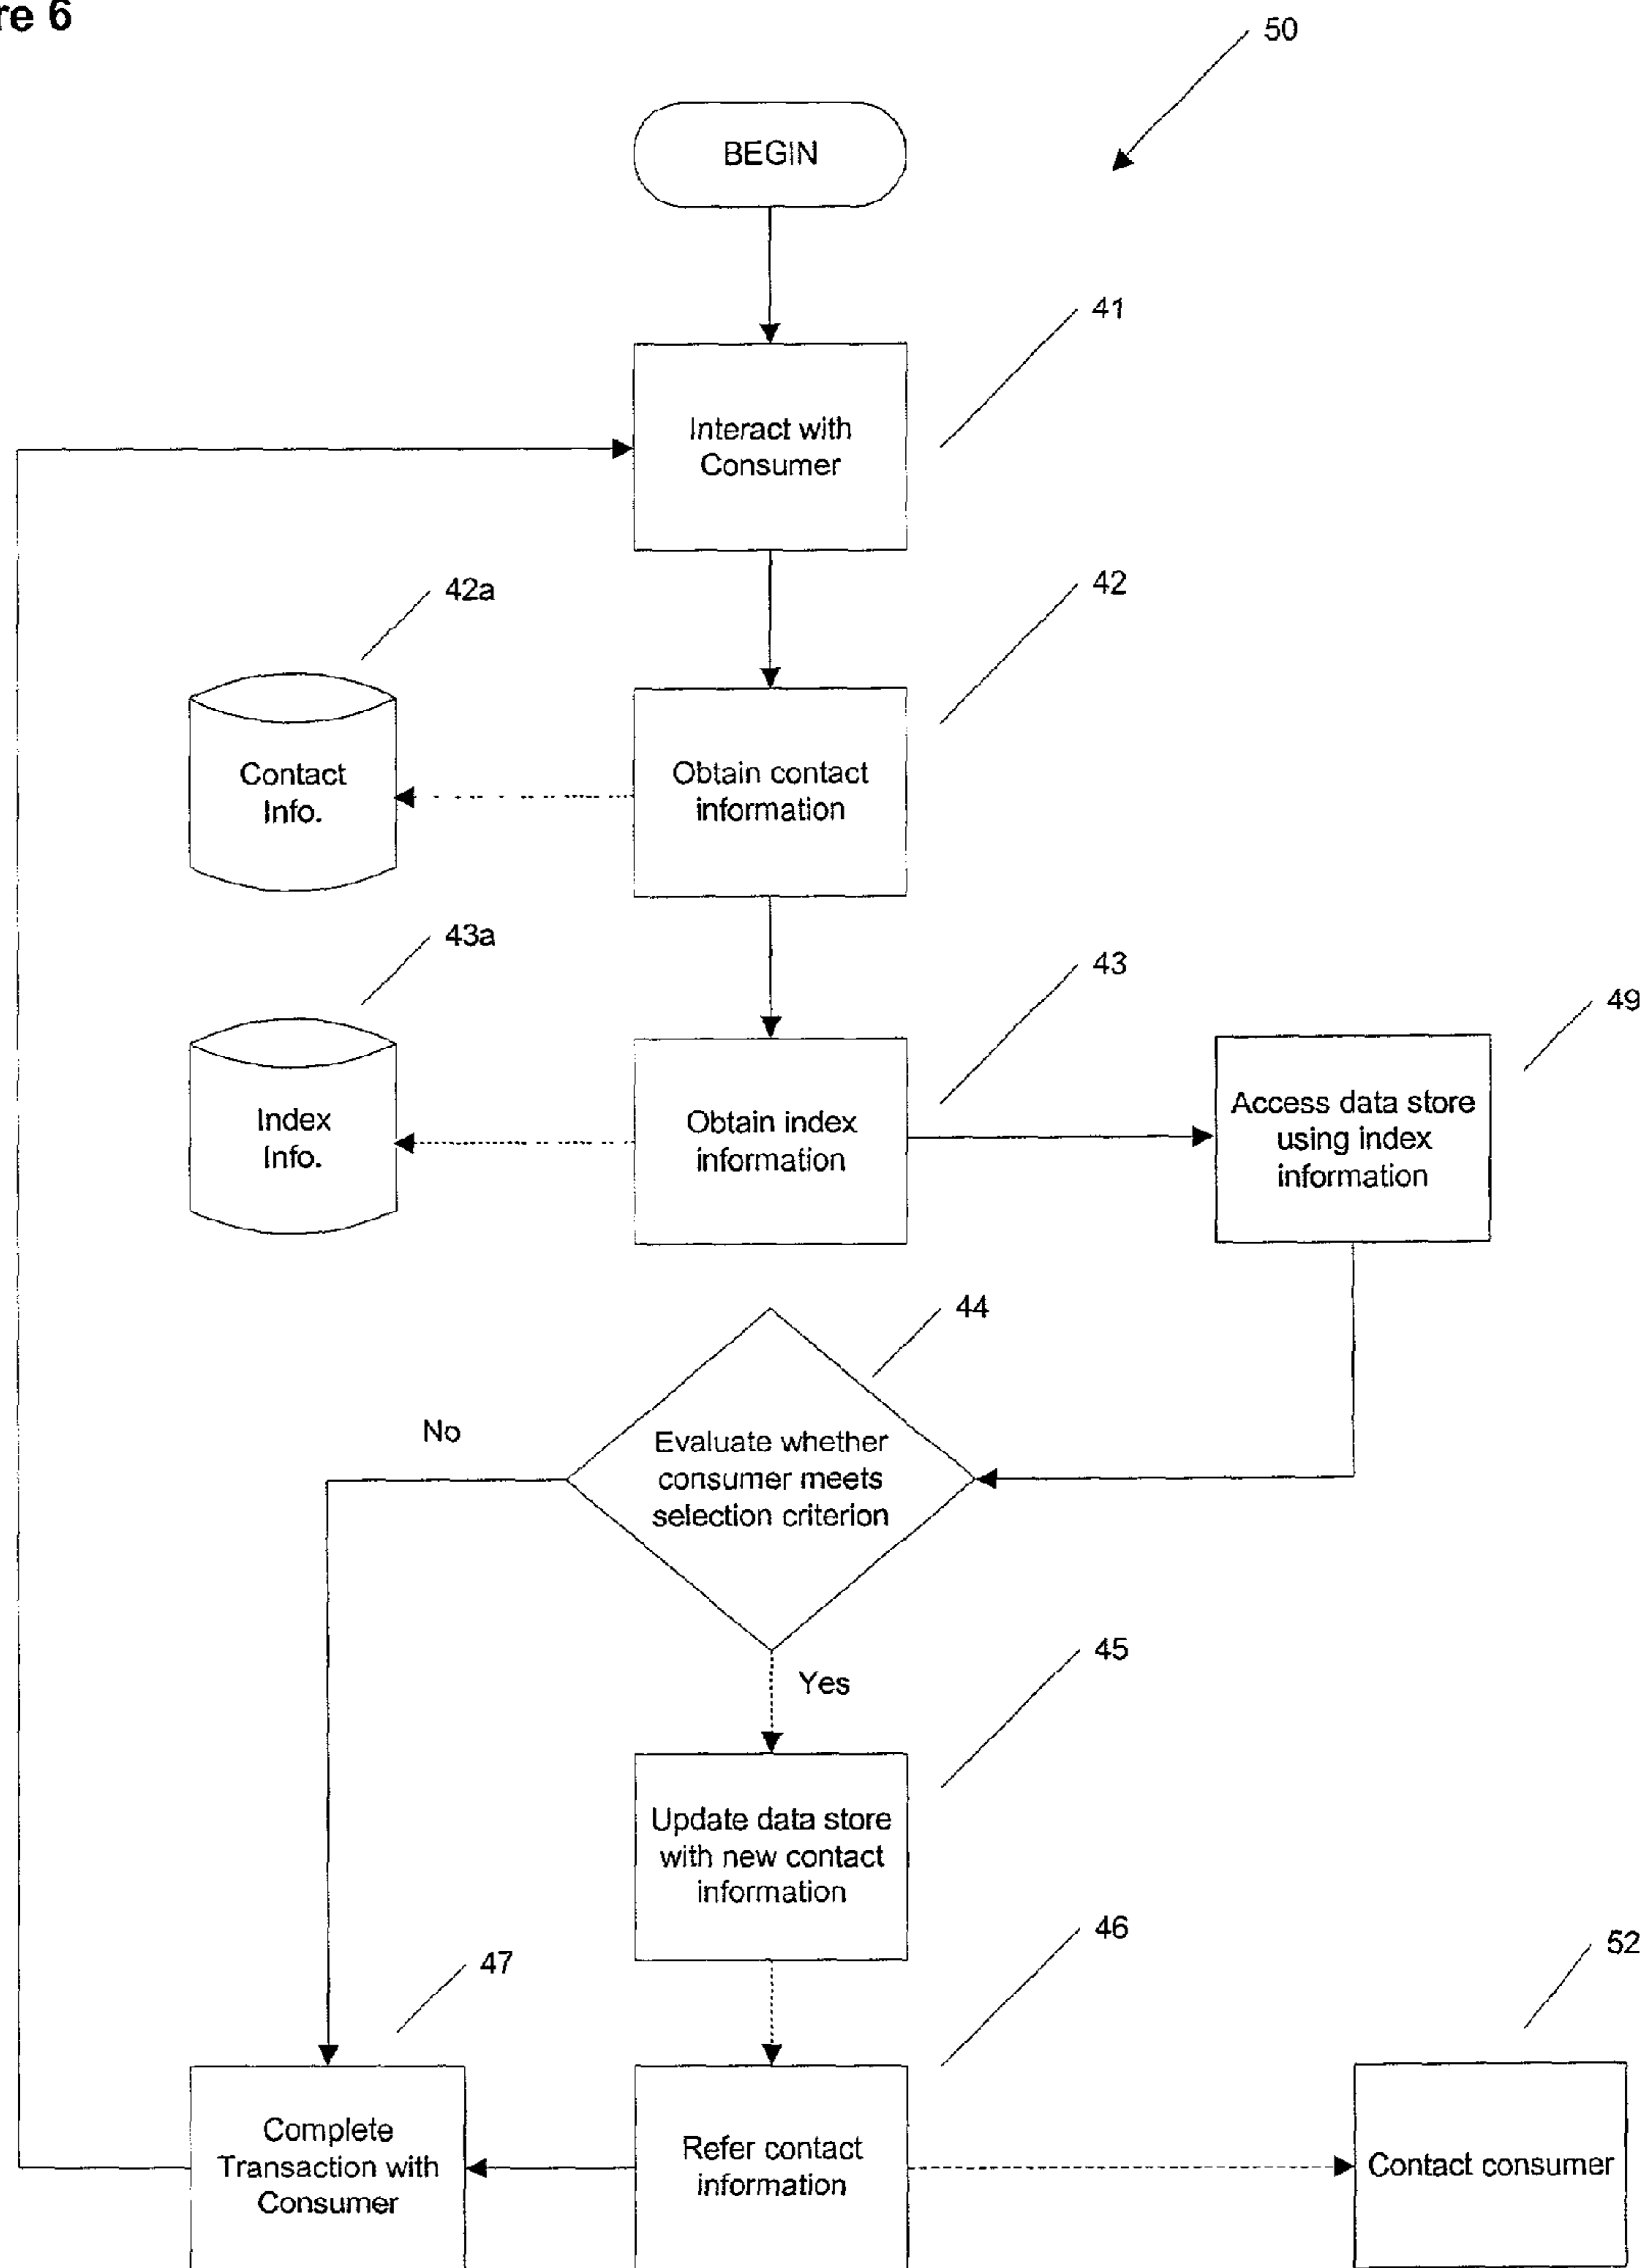 re 6
50
BEGIN
41
Interact with
Consumer
42a
42
Contact
Info.
Obtain contact
information
43a
43
49
Index
Info.
Obtain index
information
Access data store
using index
information
44
No
Evaluate whether
consumer meets
selection criterion
Yes
45
Update data store
with new contact
information
46
47
52
Complete
Transaction with
Consumer
Refer contact
information
Contact consumer